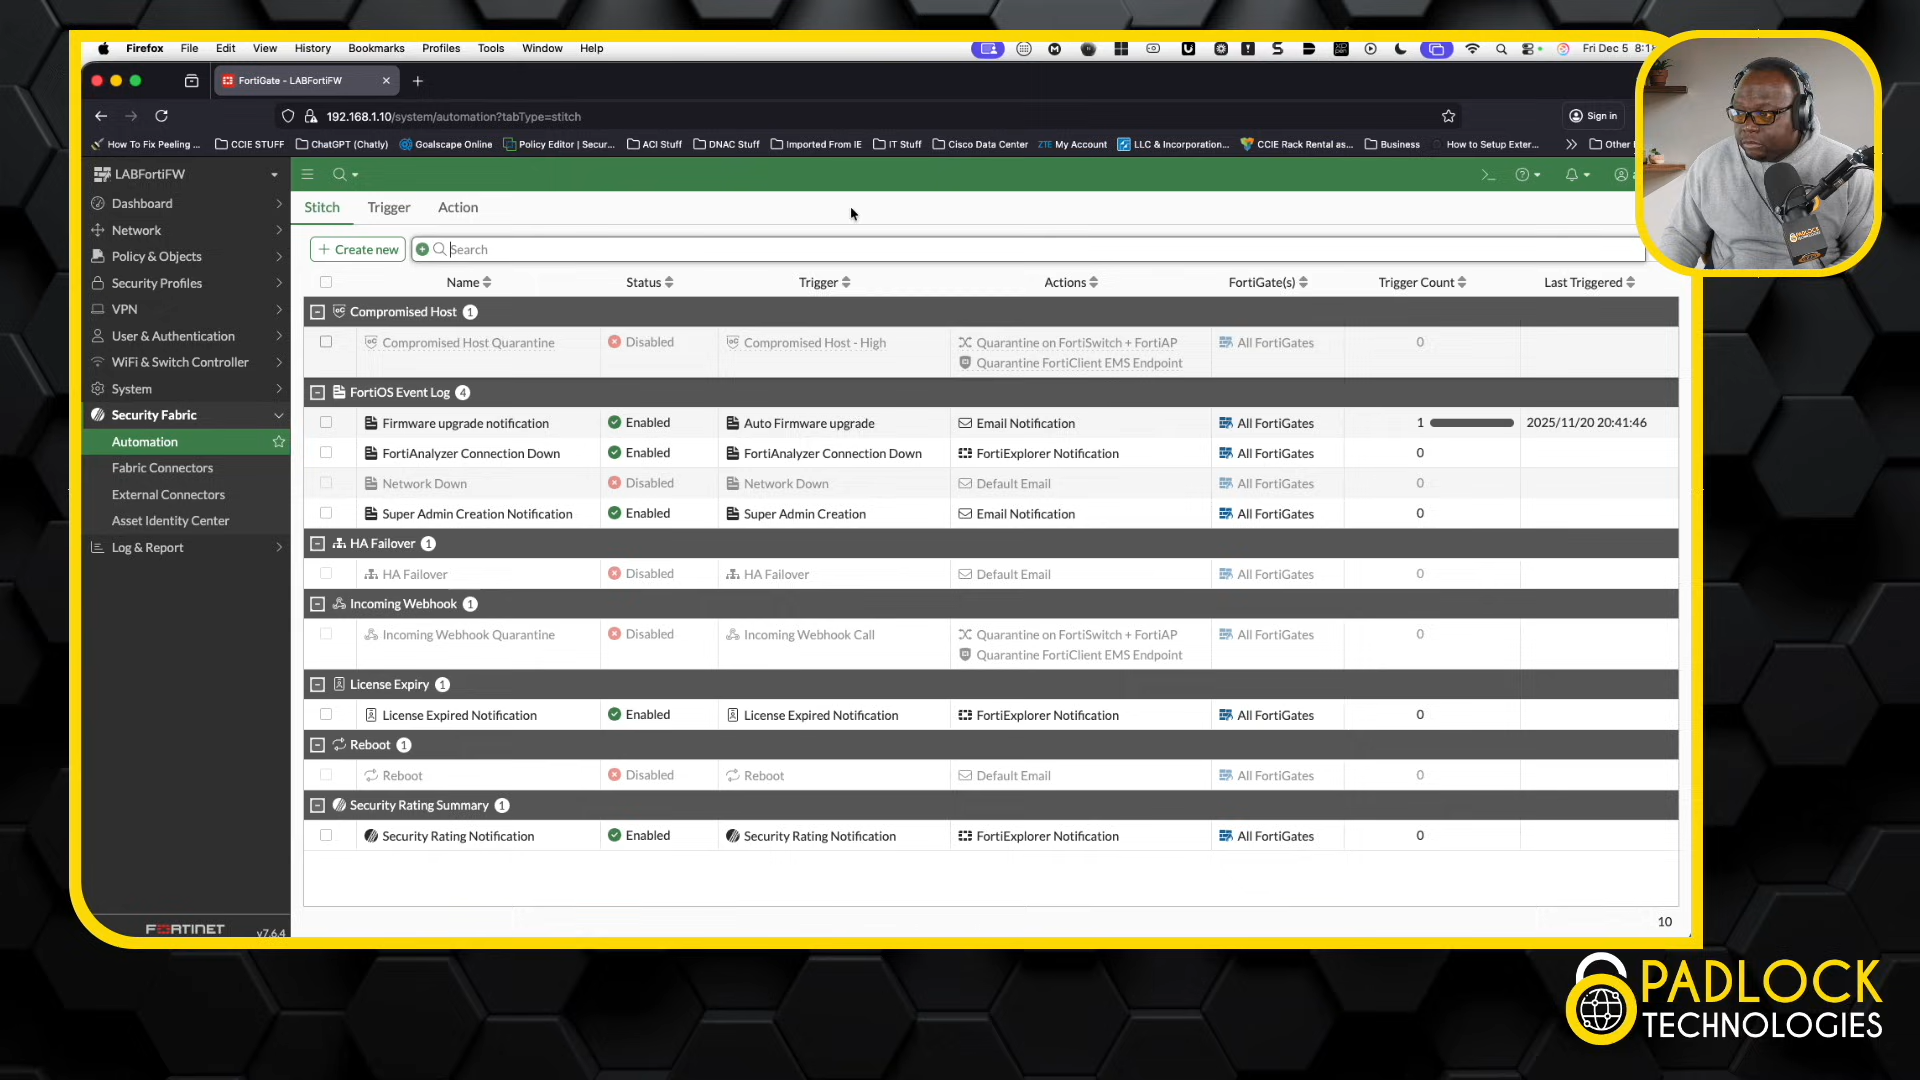 Firefox File Edit View History Bookmarks Profiles Tools Window Help Fri Dec 5
FortiGate - LABFortiFW
192.168.1.10/system/automation?tabType=stitch
Sign in
How To Fix Peeling ... CCIE STUFF ChatGPT (Chatly) Goalscape Online Policy Editor | Secur... ACI Stuff DNAC Stuff Imported From IE IT Stuff Cisco Data Center ZTE My Account LLC & Incorporation... CCIE Rack Rental as... Business How to Setup Exter... Other
LABFortiFW
Dashboard
Network
Policy & Objects
Security Profiles
VPN
User & Authentication
WiFi & Switch Controller
System
Security Fabric
Automation
Fabric Connectors
External Connectors
Asset Identity Center
Log & Report
FORTINET v7.6.4
Stitch Trigger Action
Create new Search
Name Status Trigger Actions FortiGate(s) Trigger Count Last Triggered
Compromised Host 1
Compromised Host Quarantine Disabled Compromised Host - High Quarantine on FortiSwitch + FortiAP All FortiGates 0
Quarantine FortiClient EMS Endpoint
FortiOS Event Log 4
Firmware upgrade notification Enabled Auto Firmware upgrade Email Notification All FortiGates 1 2025/11/20 20:41:46
FortiAnalyzer Connection Down Enabled FortiAnalyzer Connection Down FortiExplorer Notification All FortiGates 0
Network Down Disabled Network Down Default Email All FortiGates 0
Super Admin Creation Notification Enabled Super Admin Creation Email Notification All FortiGates 0
HA Failover 1
HA Failover Disabled HA Failover Default Email All FortiGates 0
Incoming Webhook 1
Incoming Webhook Quarantine Disabled Incoming Webhook Call Quarantine on FortiSwitch + FortiAP All FortiGates 0
Quarantine FortiClient EMS Endpoint
License Expiry 1
License Expired Notification Enabled License Expired Notification FortiExplorer Notification All FortiGates 0
Reboot 1
Reboot Disabled Reboot Default Email All FortiGates 0
Security Rating Summary 1
Security Rating Notification Enabled Security Rating Notification FortiExplorer Notification All FortiGates 0
10
PADLOCK
TECHNOLOGIES